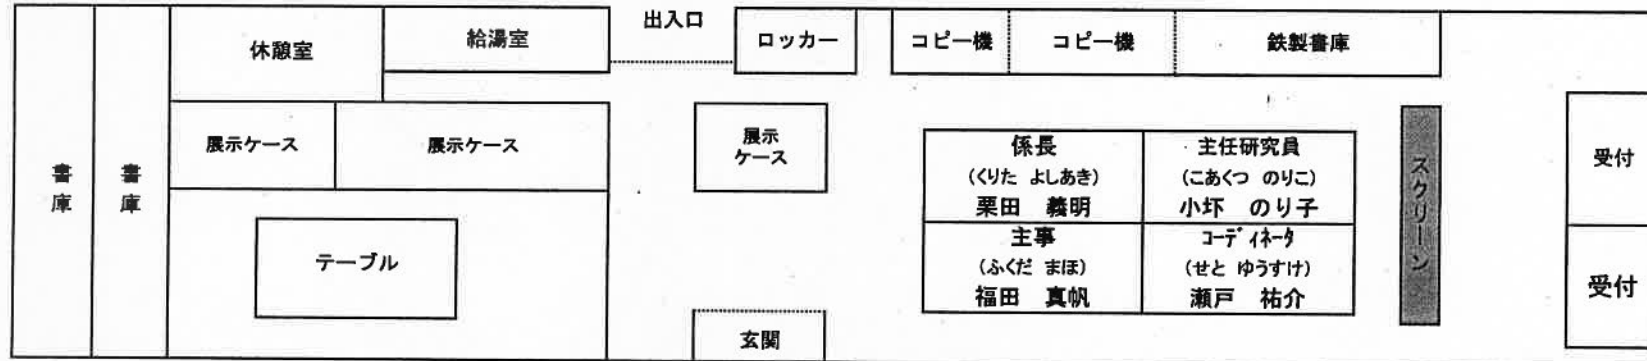 書庫
書庫
休憩室
給湯室
出入口
ロッカー
コピー機
コピー機
鉄製書庫
展示ケース
展示ケース
展示
ケース
テーブル
玄関
係長
(くりた よしあき)
栗田 義明
主任研究員
(こあくつ のりこ)
小坏 のり子
主事
(ふくだ まほ)
福田 真帆
コーディネータ
(せと ゆうすけ)
瀬戸 祐介
スクリーン
受付
受付